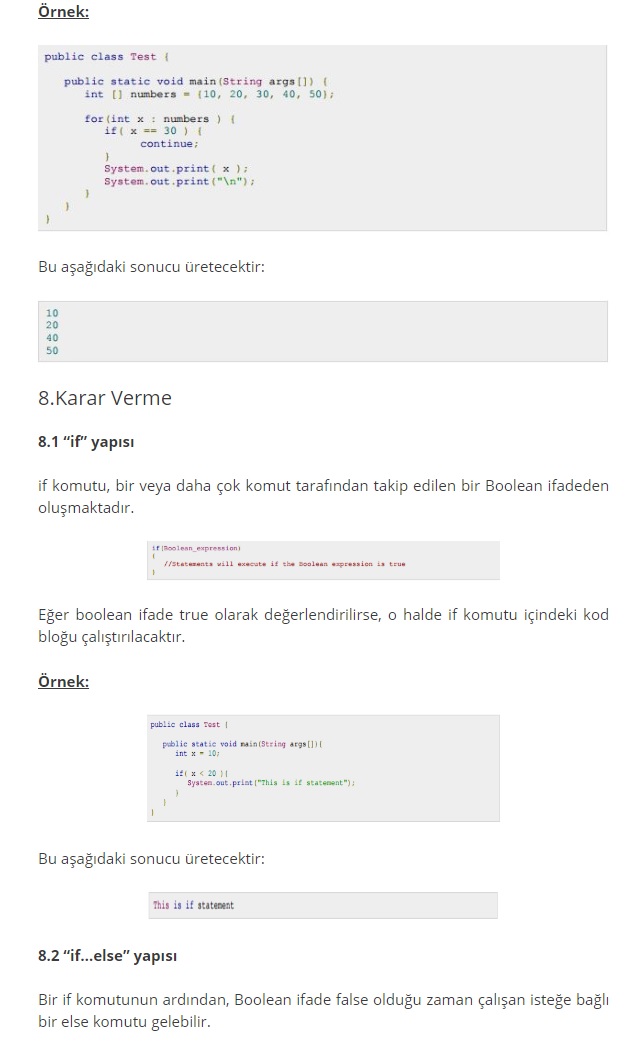 Örnek:
public class Test {
public static void main(String args[]) {
int [] numbers = {10, 20, 30, 40, 50};
for(int x : numbers ) {
if( x == 30 ) {
continue;
}
System.out.print( x );
System.out.print("\n");
}
}
}
Bu aşağıdaki sonucu üretecektir:
10
20
40
50
8.Karar Verme
8.1 “if” yapısı
if komutu, bir veya daha çok komut tarafından takip edilen bir Boolean ifadeden
oluşmaktadır.
if(Boolean_expression)
{
//Statements will execute if the Boolean expression is true
}
Eğer boolean ifade true olarak değerlendirilirse, o halde if komutu içindeki kod
bloğu çalıştırılacaktır.
Örnek:
public class Test {
public static void main(String args[]){
int x = 10;
if( x < 20 ){
System.out.print("This is if statement");
}
}
}
Bu aşağıdaki sonucu üretecektir:
This is if statement
8.2 “if…else” yapısı
Bir if komutunun ardından, Boolean ifade false olduğu zaman çalışan isteğe bağlı
bir else komutu gelebilir.